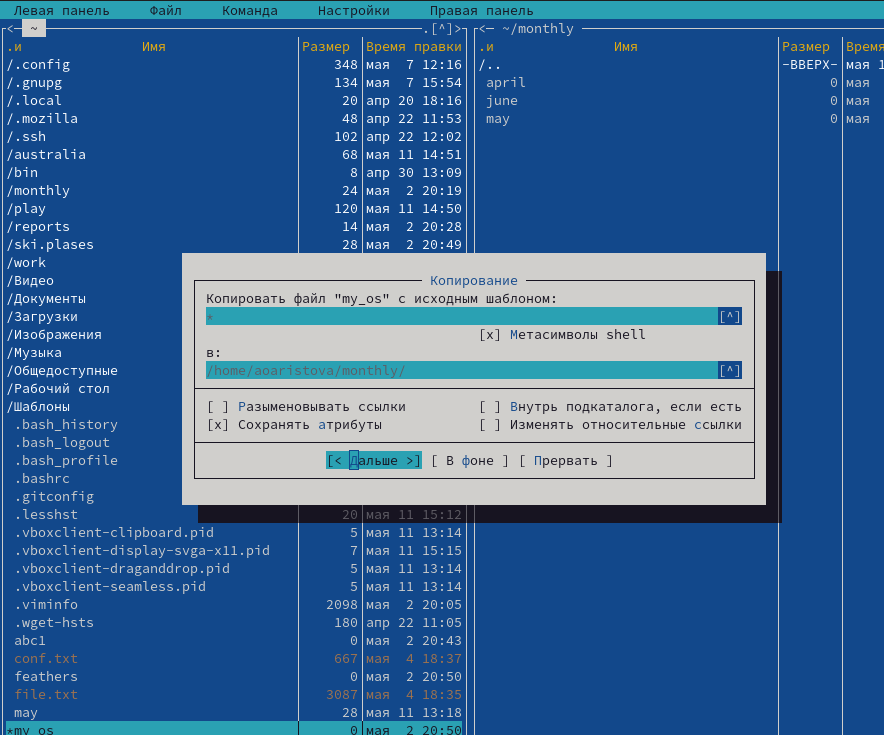 Левая панель Файл Команда Настройки Правая панель
<─ ~ .[^]> <─ ~/monthly
.и Имя Размер Время правки .и Имя Размер Время
/.config 348 мая 7 12:16 /.. -ВВЕРХ- мая 1
/.gnupg 134 мая 7 15:54 april 0 мая
/.local 20 апр 20 18:16 june 0 мая
/.mozilla 48 апр 22 11:53 may 0 мая
/.ssh 102 апр 22 12:02
/australia 68 мая 11 14:51
/bin 8 апр 30 13:09
/monthly 24 мая 2 20:19
/play 120 мая 11 14:50
/reports 14 мая 2 20:28
/ski.plases 28 мая 2 20:49
/work
/Видео
/Документы
/Загрузки
/Изображения
/Музыка
/Общедоступные
/Рабочий стол
/Шаблоны
.bash_history
.bash_logout
.bash_profile
.bashrc
.gitconfig
.lesshst 20 мая 11 15:12
.vboxclient-clipboard.pid 5 мая 11 13:14
.vboxclient-display-svga-x11.pid 7 мая 11 15:15
.vboxclient-draganddrop.pid 5 мая 11 13:14
.vboxclient-seamless.pid 5 мая 11 13:14
.viminfo 2098 мая 2 20:05
.wget-hsts 180 апр 22 11:05
abc1 0 мая 2 20:43
conf.txt 667 мая 4 18:37
feathers 0 мая 2 20:50
file.txt 3087 мая 4 18:35
may 28 мая 11 13:18
*my_os 0 мая 2 20:50
Копирование
Копировать файл "my_os" с исходным шаблоном:
* [^]
[x] Метасимволы shell
в:
/home/aoaristova/monthly/ [^]
[ ] Разыменовывать ссылки [ ] Внутрь подкаталога, если есть
[x] Сохранять атрибуты [ ] Изменять относительные ссылки
[< Дальше >] [ В фоне ] [ Прервать ]